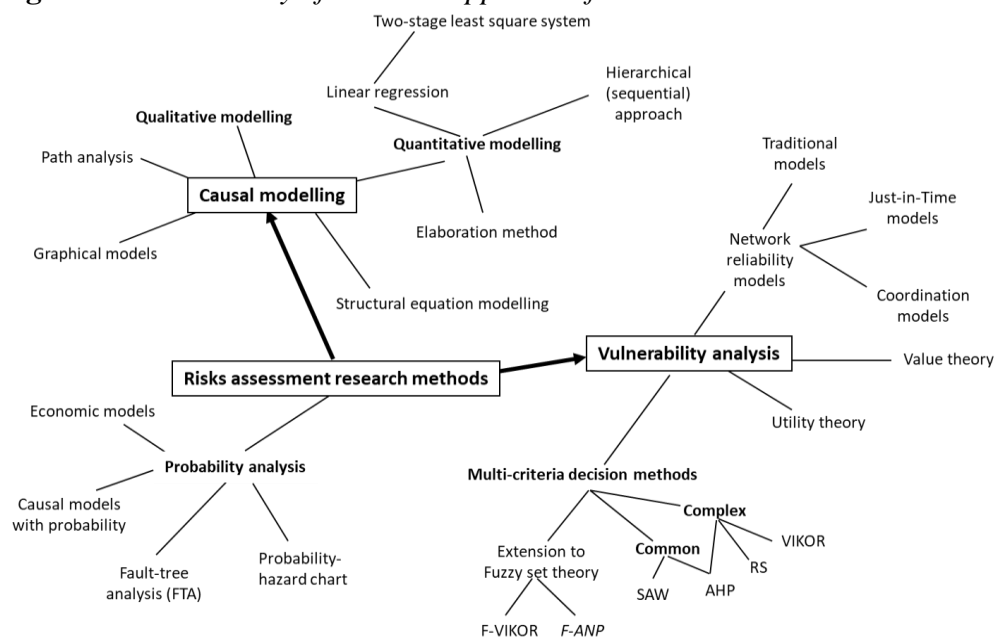 Two-stage least square system
Hierarchical
(sequential)
approach
Linear regression
Qualitative modelling
Quantitative modelling
Path analysis
Traditional
models
Causal modelling
Just-in-Time
models
Elaboration method
Network
reliability
models
Graphical models
Structural equation modelling
Coordination
models
Vulnerability analysis
Value theory
Risks assessment research methods
Economic models
Utility theory
Probability analysis
Multi-criteria decision methods
Causal models
with probability
Complex
VIKOR
Common
Extension to
Fuzzy set theory
Probability-
hazard chart
RS
Fault-tree
analysis (FTA)
SAW
AHP
F-VIKOR
F-ANP